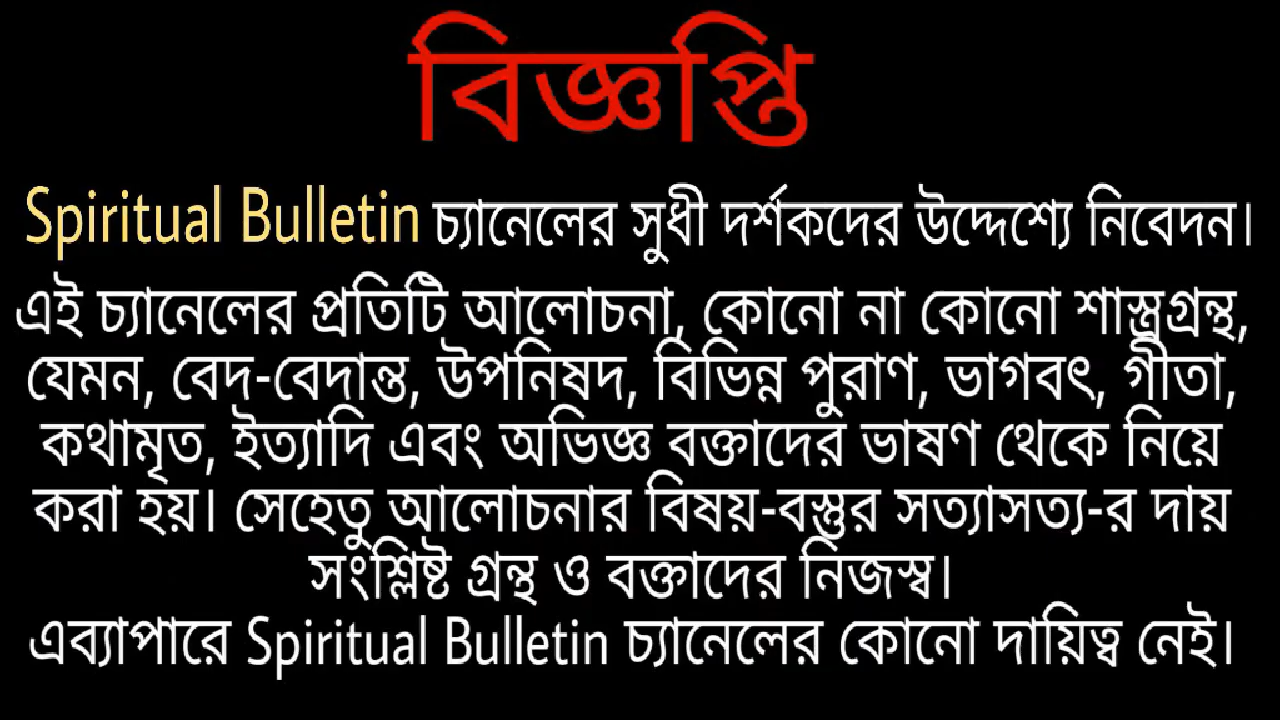 বিজ্ঞপ্তি
Spiritual Bulletin চ্যানেলের সুধী দর্শকদের উদ্দেশ্যে নিবেদন।
এই চ্যানেলের প্রতিটি আলোচনা, কোনো না কোনো শাস্ত্রগ্রন্থ,
যেমন, বেদ-বেদান্ত, উপনিষদ, বিভিন্ন পুরাণ, ভাগবৎ, গীতা,
কথামৃত, ইত্যাদি এবং অভিজ্ঞ বক্তাদের ভাষণ থেকে নিয়ে
করা হয়। সেহেতু আলোচনার বিষয়-বস্তুর সত্যাসত্য-র দায়
সংশ্লিষ্ট গ্রন্থ ও বক্তাদের নিজস্ব।
এব্যাপারে Spiritual Bulletin চ্যানেলের কোনো দায়িত্ব নেই।